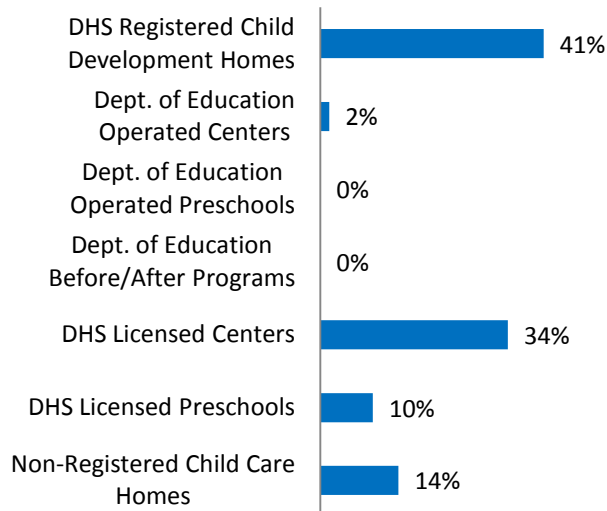 DHS Registered Child
Development Homes
41%
Dept. of Education
Operated Centers
2%
Dept. of Education
Operated Preschools
0%
Dept. of Education
Before/After Programs
0%
DHS Licensed Centers
34%
DHS Licensed Preschools
10%
Non-Registered Child Care
Homes
14%